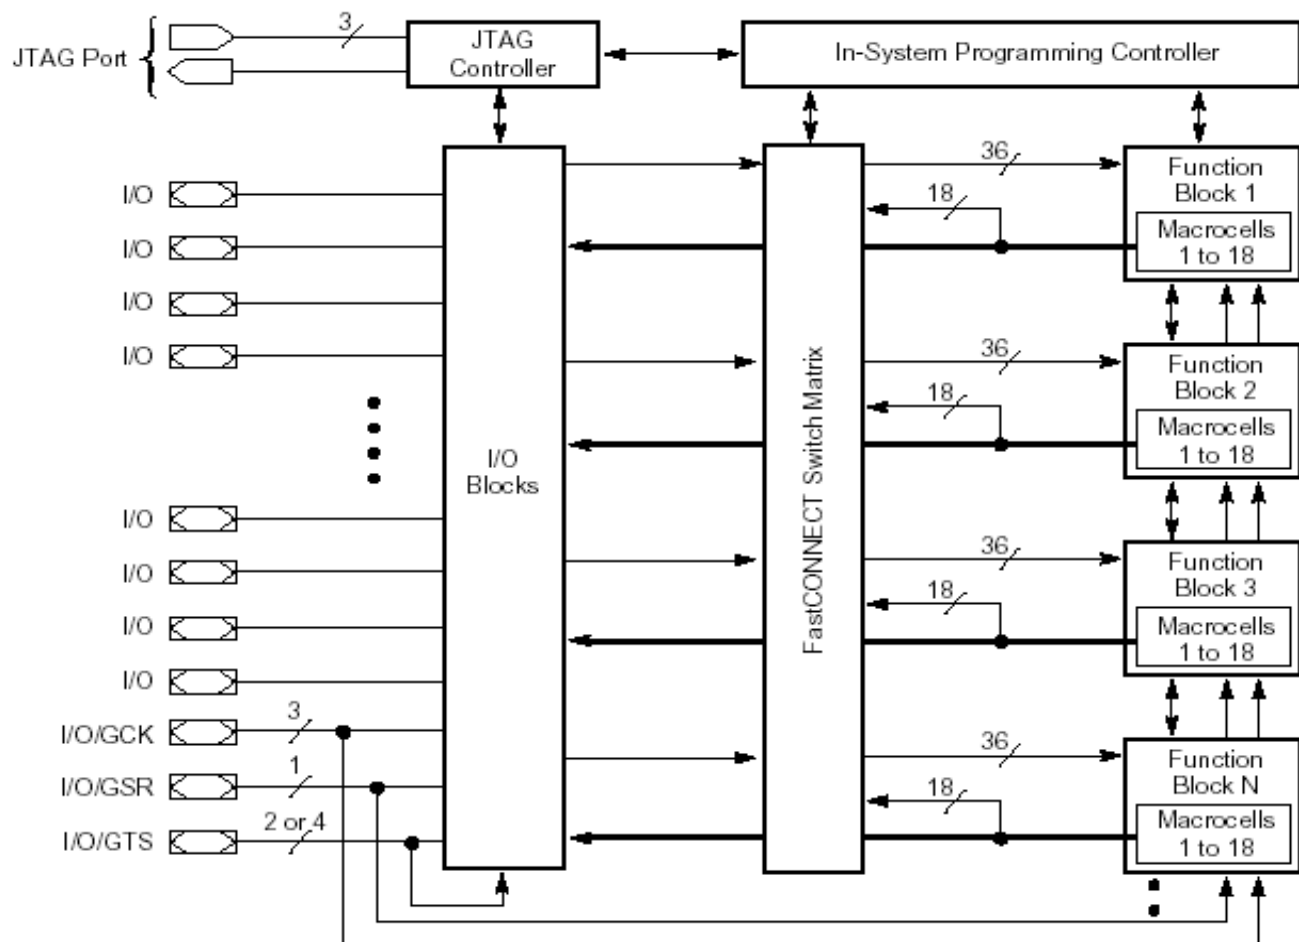 JTAG Port
3
JTAG
Controller
In-System Programming Controller
I/O
I/O
I/O
I/O
I/O
I/O
I/O
I/O
I/O/GCK
3
I/O/GSR
1
I/O/GTS
2 or 4
I/O
Blocks
FastCONNECT Switch Matrix
36
18
Function
Block 1
Macrocells
1 to 18
36
18
Function
Block 2
Macrocells
1 to 18
36
18
Function
Block 3
Macrocells
1 to 18
36
18
Function
Block N
Macrocells
1 to 18